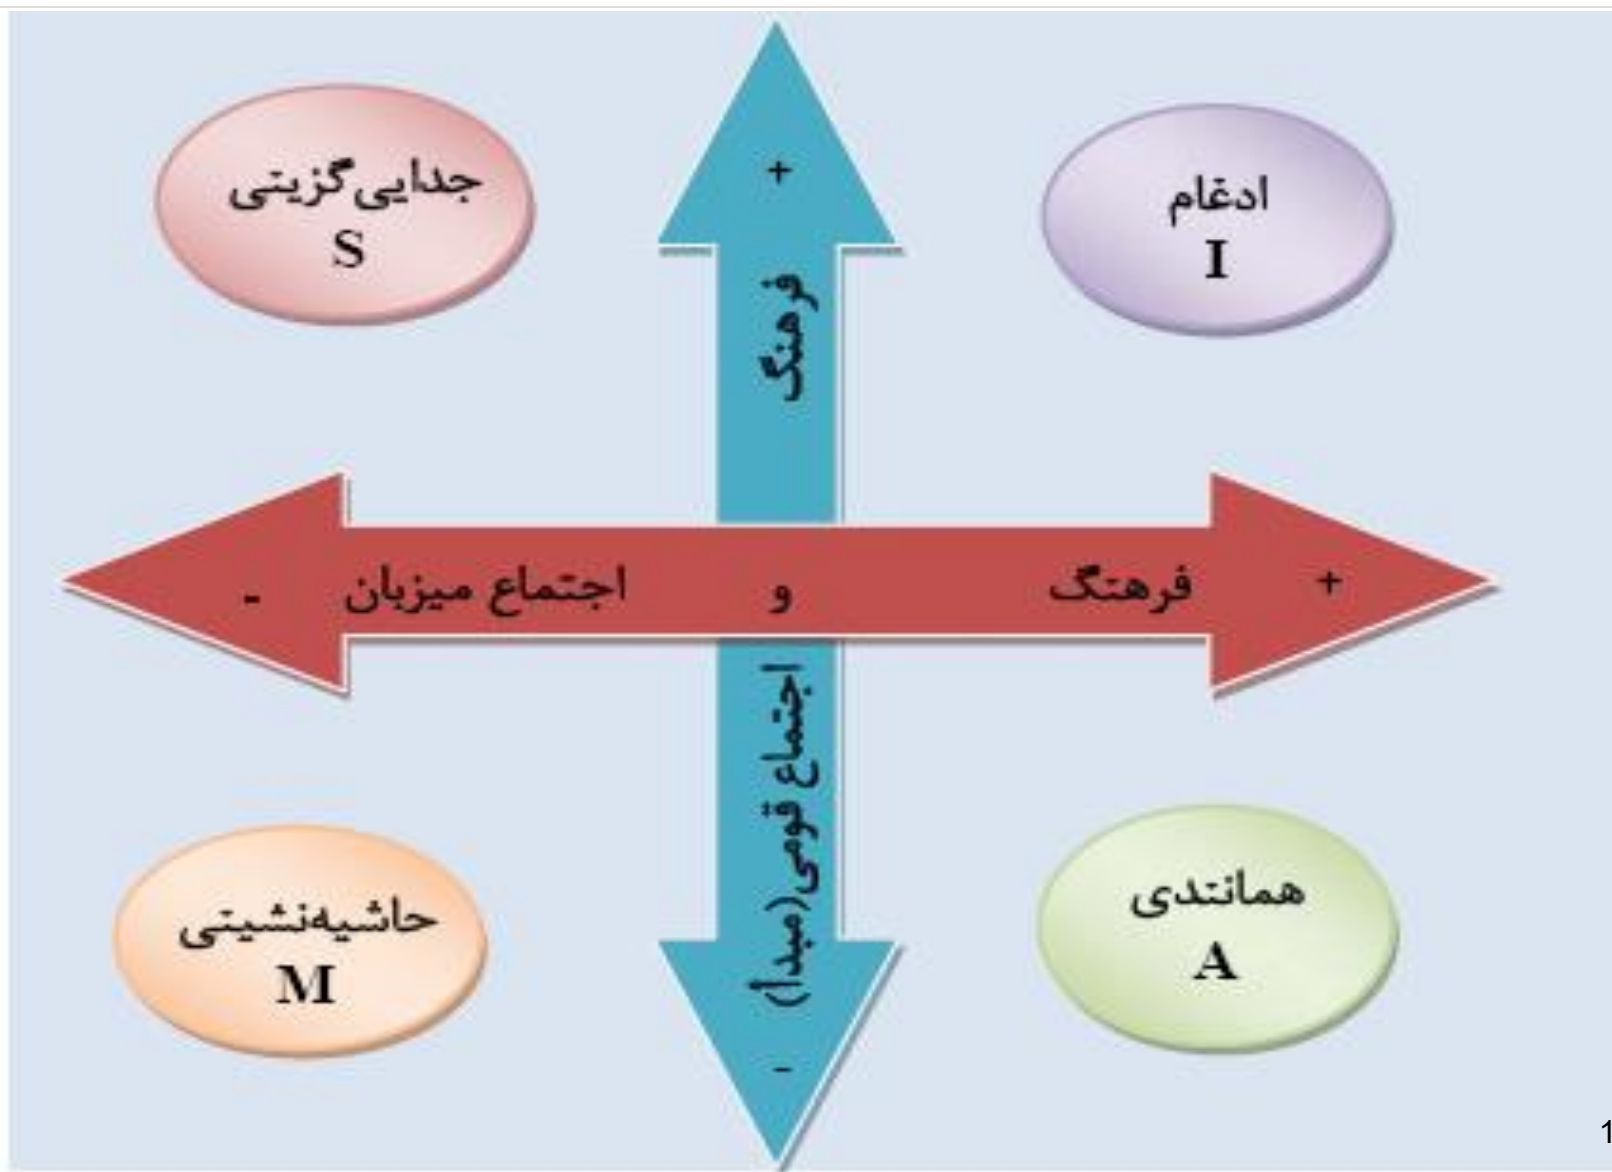 ادغام
I
جدایی‌گزینی
S
+
فرهنگ
+ فرهنگ و اجتماع میزبان -
اجتماع قومی(مبدأ)
-
همانندی
A
حاشیه‌نشینی
M
1